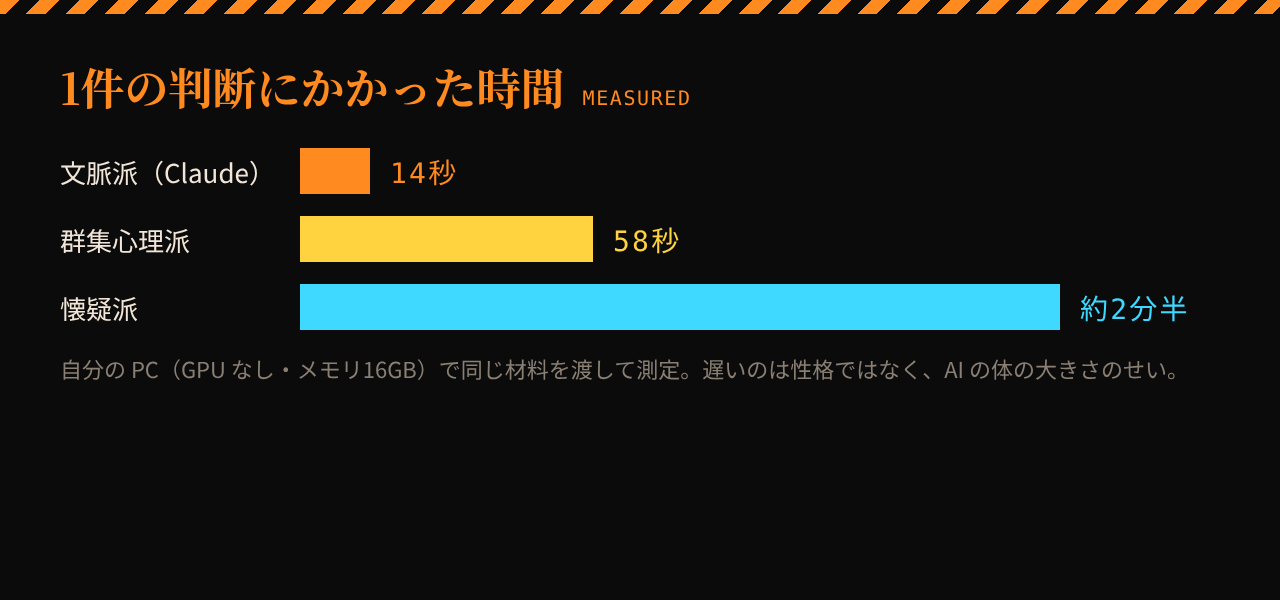 1件の判断にかかった時間 MEASURED
文脈派（Claude） 14秒
群集心理派 58秒
懐疑派 約2分半
自分の PC（GPU なし・メモリ16GB）で同じ材料を渡して測定。遅いのは性格ではなく、AI の体の大きさのせい。